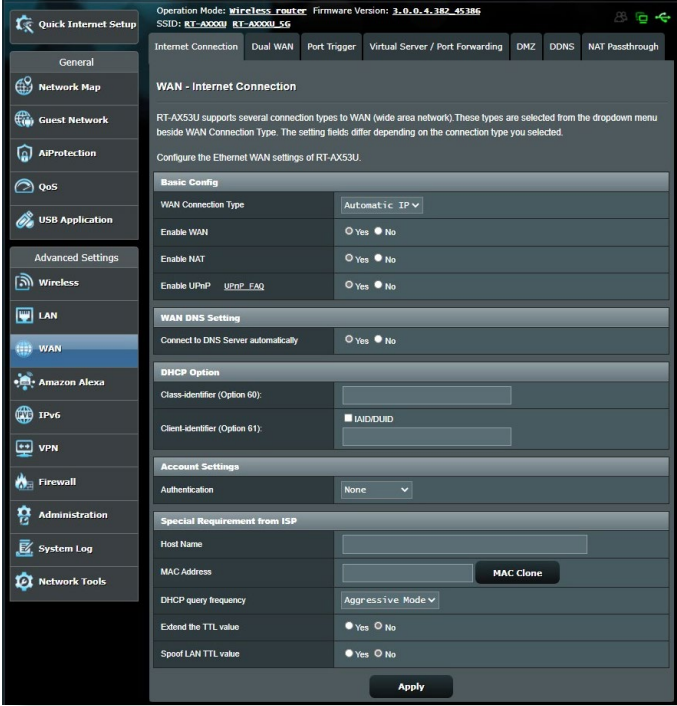 Quick Internet Setup
General
Network Map
Guest Network
AiProtection
QoS
USB Application
Advanced Settings
Wireless
LAN
WAN
Amazon Alexa
IPv6
VPN
Firewall
Administration
System Log
Network Tools
Operation Mode: Wireless router Firmware Version: 3.0.0.4.382_45386
SSID: RT-AXXXU RT-AXXXU_5G
Internet Connection Dual WAN Port Trigger Virtual Server / Port Forwarding DMZ DDNS NAT Passthrough
WAN - Internet Connection
RT-AX53U supports several connection types to WAN (wide area network).These types are selected from the dropdown menu
beside WAN Connection Type. The setting fields differ depending on the connection type you selected.
Configure the Ethernet WAN settings of RT-AX53U.
Basic Config
WAN Connection Type Automatic IP
Enable WAN Yes No
Enable NAT Yes No
Enable UPnP UPnP FAQ Yes No
WAN DNS Setting
Connect to DNS Server automatically Yes No
DHCP Option
Class-identifier (Option 60):
IAID/DUID
Client-identifier (Option 61):
Account Settings
Authentication None
Special Requirement from ISP
Host Name
MAC Address MAC Clone
DHCP query frequency Aggressive Mode
Extend the TTL value Yes No
Spoof LAN TTL value Yes No
Apply